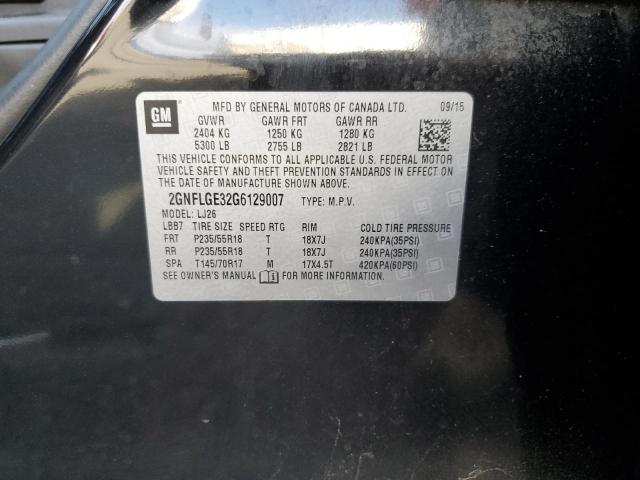 GM
MFD BY GENERAL MOTORS OF CANADA LTD. 09/15
GVWR GAWR FRT GAWR RR
2404 KG 1250 KG 1280 KG
5300 LB 2755 LB 2821 LB
THIS VEHICLE CONFORMS TO ALL APPLICABLE U.S. FEDERAL MOTOR
VEHICLE SAFETY AND THEFT PREVENTION STANDARDS IN EFFECT ON
THE DATE OF MANUFACTURE SHOWN ABOVE.
2GNFLGE32G6129007 TYPE: M.P.V.
MODEL: LJ26
LBB7 TIRE SIZE SPEED RTG RIM COLD TIRE PRESSURE
FRT P235/55R18 T 18X7J 240KPA(35PSI)
RR P235/55R18 T 18X7J 240KPA(35PSI)
SPA T145/70R17 M 17X4.5T 420KPA(60PSI)
SEE OWNER'S MANUAL FOR MORE INFORMATION.